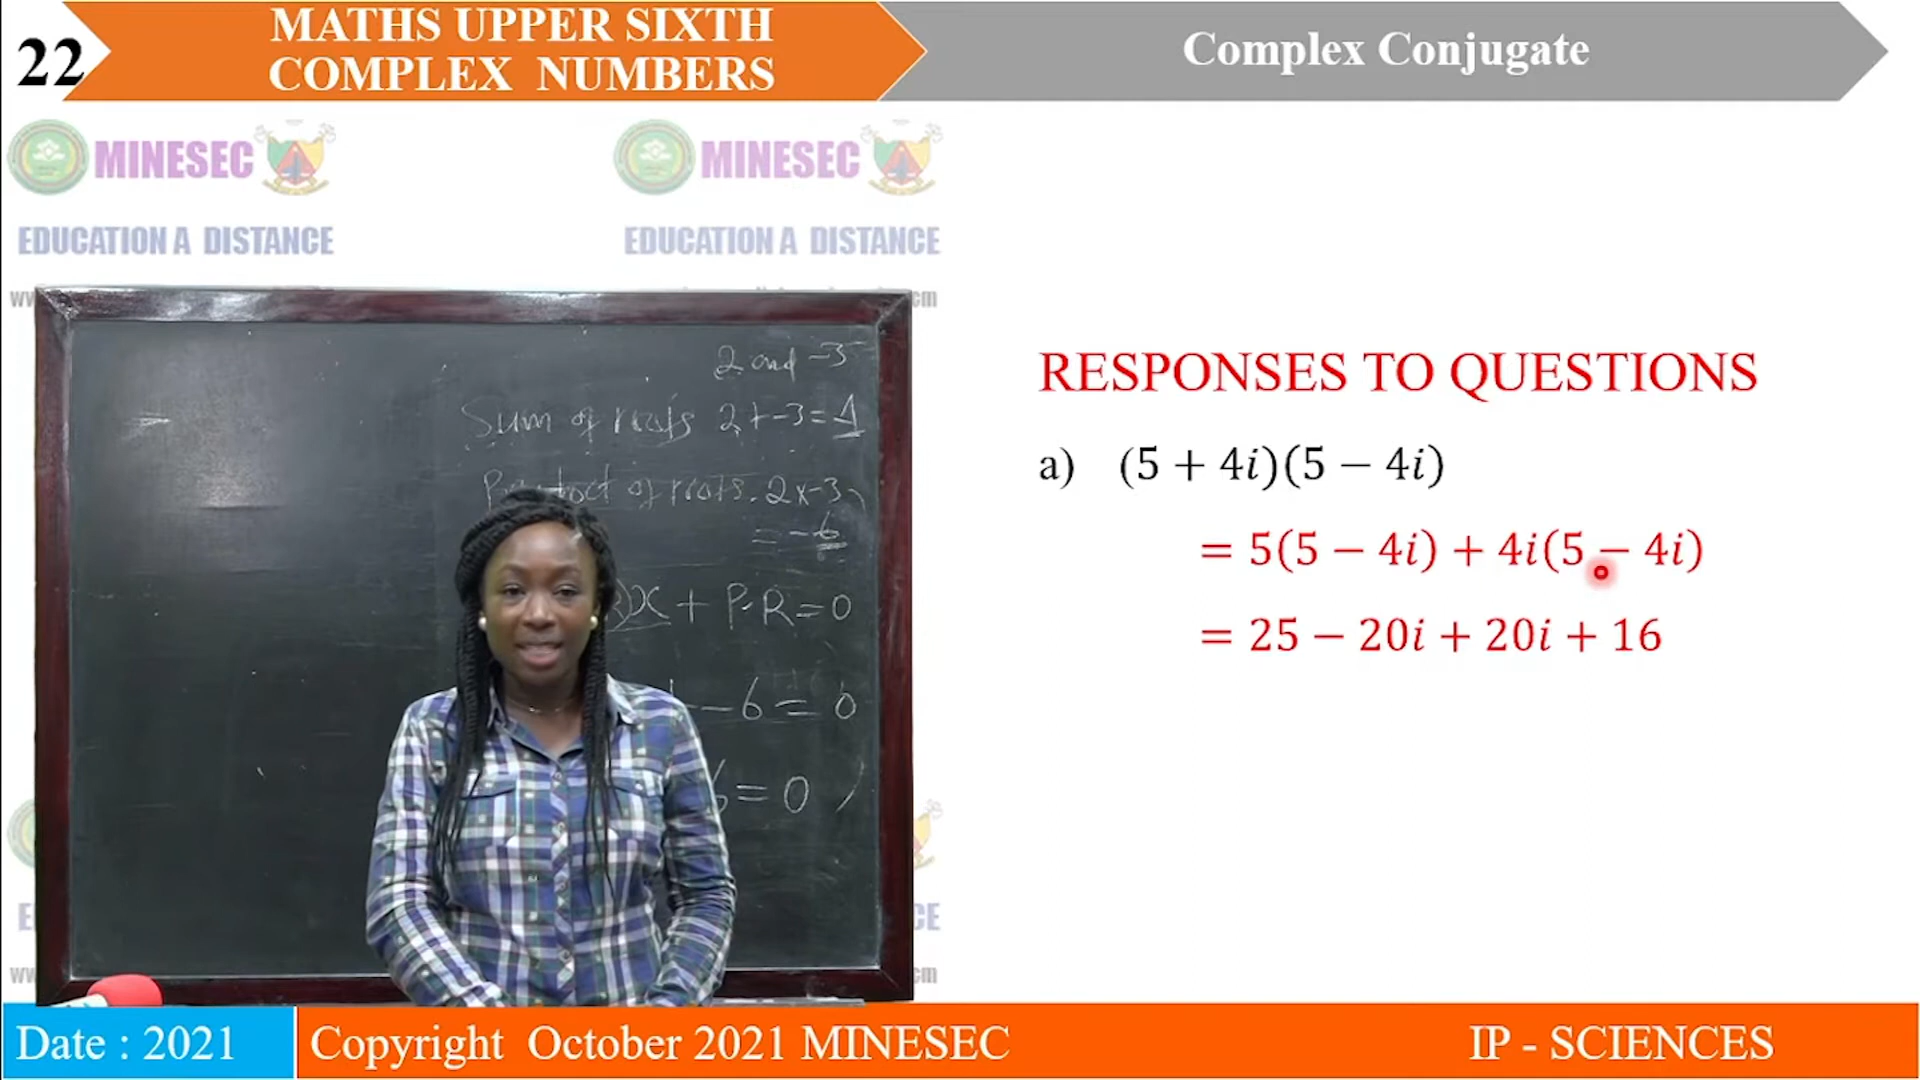 22
MATHS UPPER SIXTH
COMPLEX NUMBERS
Complex Conjugate
MINESEC
MINESEC
EDUCATION A DISTANCE
EDUCATION A DISTANCE
2 and -3
Sum of roots 2+-3=
Product of roots. 2x-3
= -6
x + P.R = 0
- 6 = 0
= 0
RESPONSES TO QUESTIONS
a) (5 + 4i)(5 − 4i)
= 5(5 − 4i) + 4i(5 − 4i)
= 25 − 20i + 20i + 16
Date : 2021
Copyright October 2021 MINESEC
IP - SCIENCES